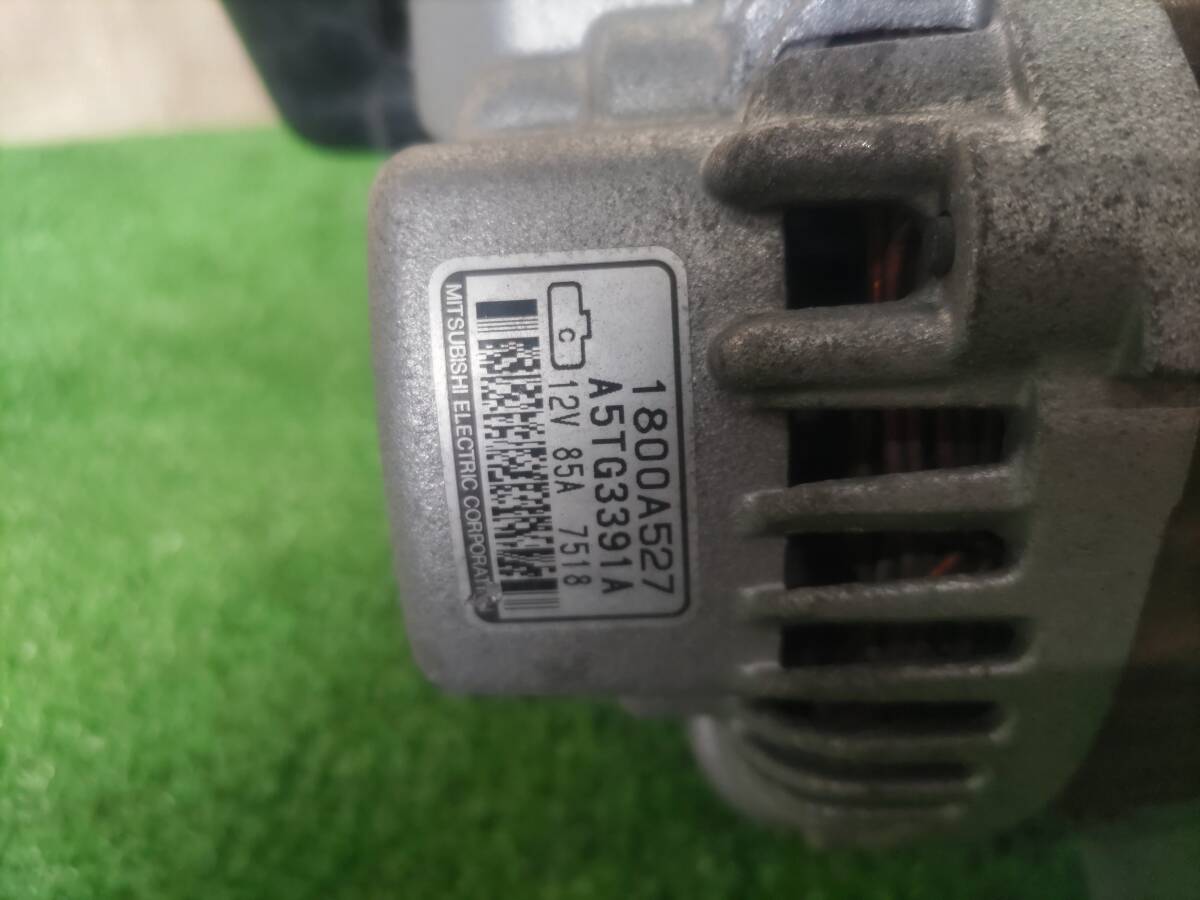 1800A527
A5TG3391A
12V 85A 7518
C
MITSUBISHI ELECTRIC CORPORATI